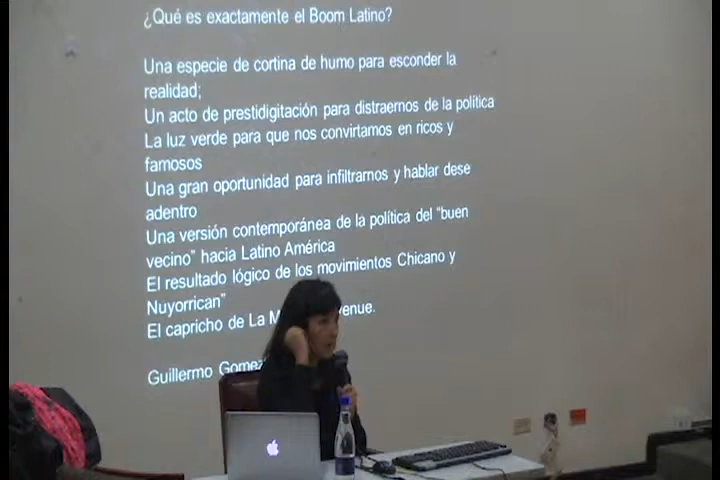 ¿Qué es exactamente el Boom Latino?
Una especie de cortina de humo para esconder la
realidad;
Un acto de prestidigitación para distraernos de la política
La luz verde para que nos convirtamos en ricos y
famosos
Una gran oportunidad para infiltrarnos y hablar dese
adentro
Una versión contemporánea de la política del “buen
vecino” hacia Latino América
El resultado lógico de los movimientos Chicano y
Nuyorrican”
El capricho de La
Guillermo